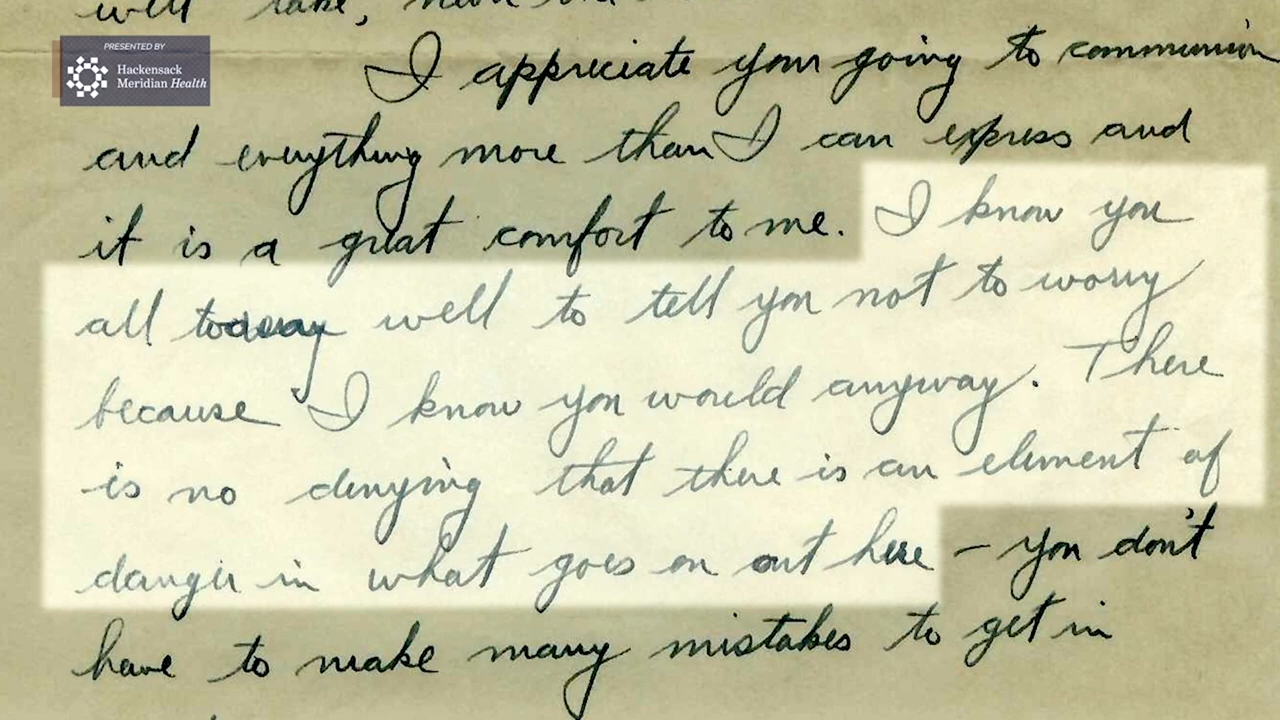 well take,
PRESENTED BY
Hackensack
Meridian Health
I appreciate your going to communion
and everything more than I can express and
it is a great comfort to me. I know you
all too well to tell you not to worry
because I know you would anyway. There
is no denying that there is an element of
danger in what goes on out here – you don't
have to make many mistakes to get in